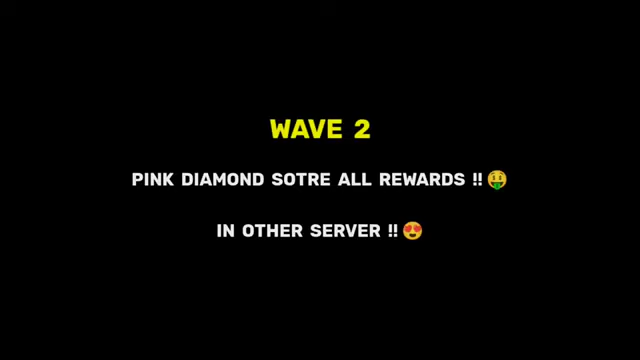 WAVE 2
PINK DIAMOND SOTRE ALL REWARDS !!🤑
IN OTHER SERVER !!😍